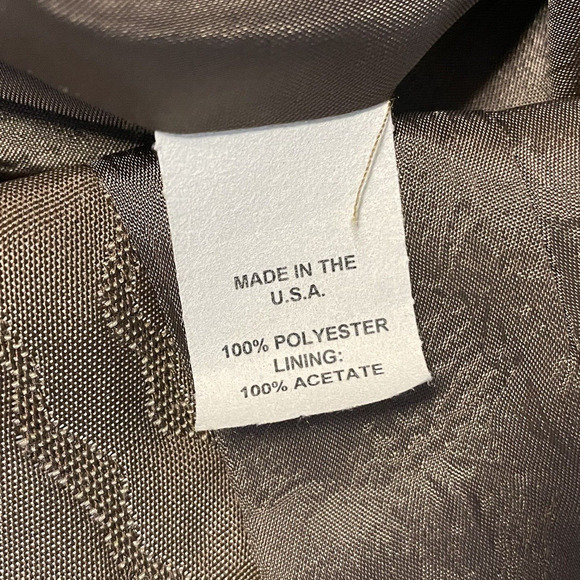 MADE IN THE
U.S.A.
100% POLYESTER
LINING:
100% ACETATE